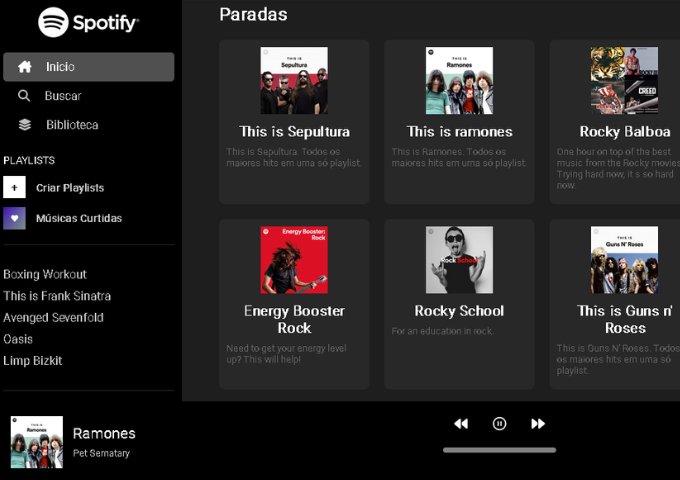 Spotify®
Inicio
Buscar
Biblioteca
PLAYLISTS
Criar Playlists
Músicas Curtidas
Boxing Workout
This is Frank Sinatra
Avenged Sevenfold
Oasis
Limp Bizkit
Ramones
Pet Sematary
Paradas
THIS IS
Sepultura
This is Sepultura
This is Sepultura. Todos os
maiores hits em uma só playlist.
THIS IS
Ramones
This is ramones
This is Ramones. Todos os
maiores hits em uma só playlist.
CREED
Rocky Balboa
One hour on top of the best
music from the Rocky movies
Trying hard now, it s so hard
now.
Energy Booster:
Rock
Energy Booster
Rock
Need to get your energy level
up? This will help!
Rock School
Rocky School
For an education in rock.
THIS IS
Guns N' Roses
This is Guns n'
Roses
This is Guns N' Roses. Todos
os maiores hits em uma só
playlist.